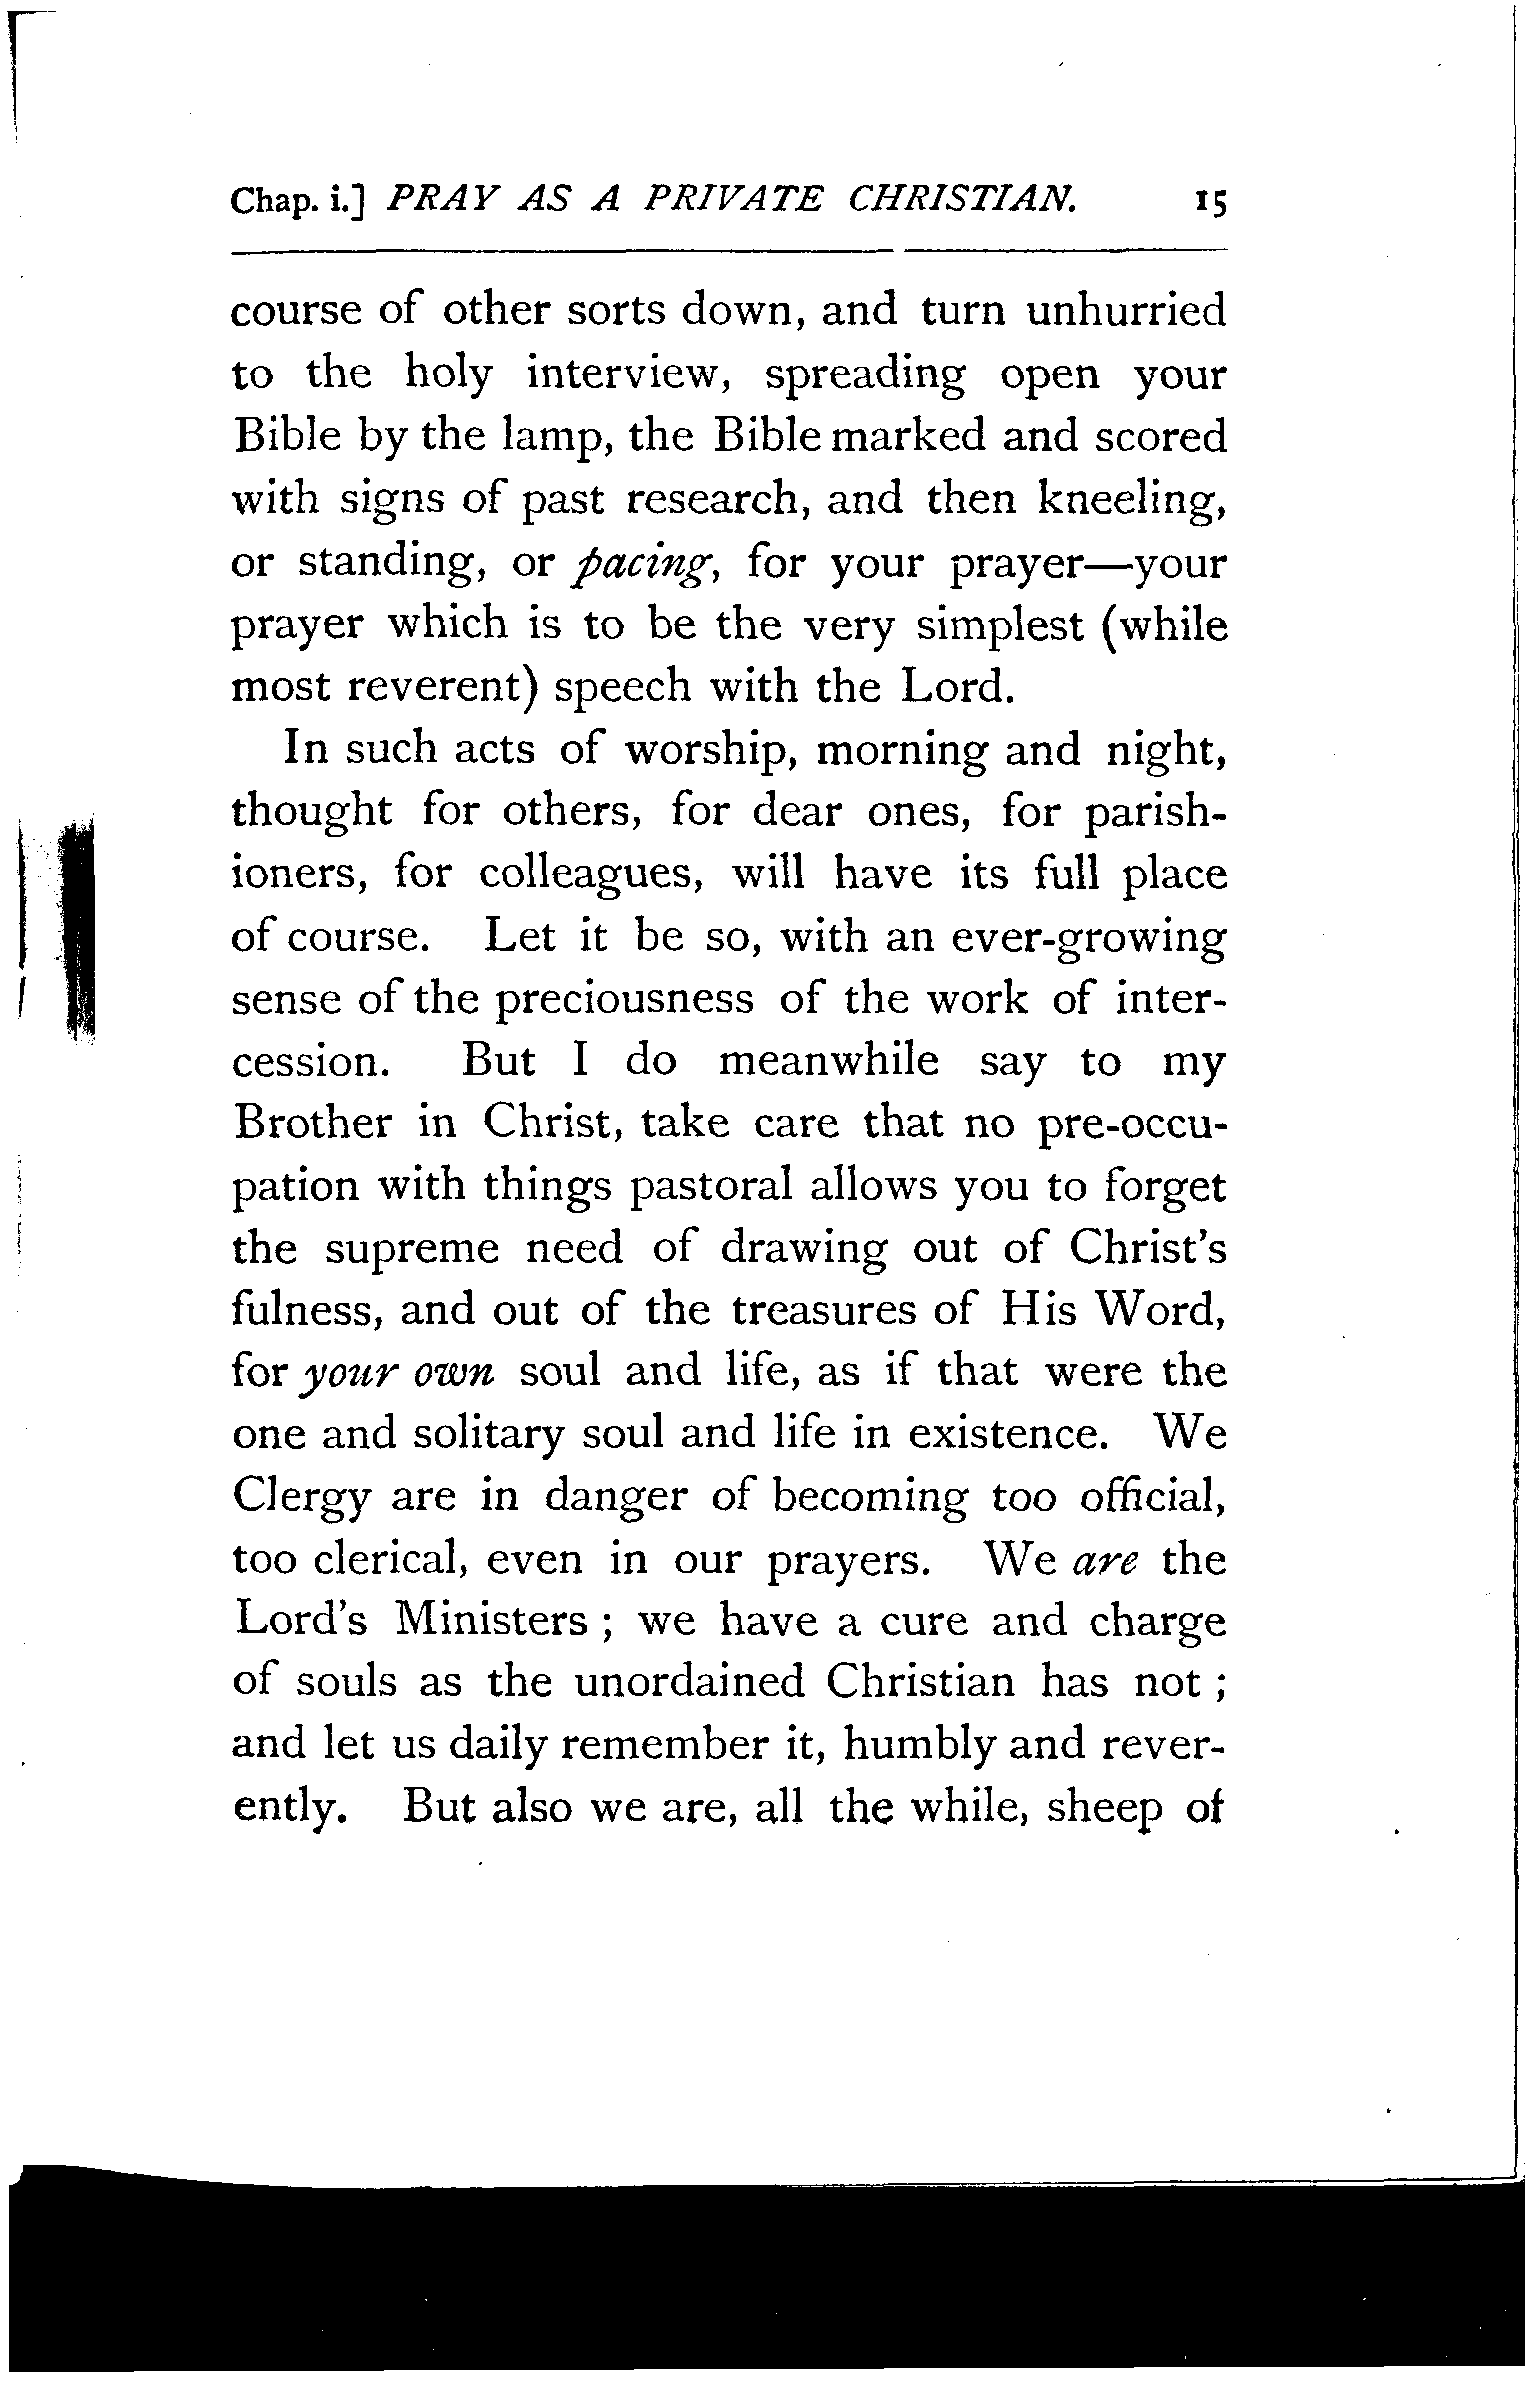 Chap. i.] PRAY AS A PRIVATE CHRISTIAN. 15
course of other sorts down, and turn unhurried
to the holy interview, spreading open your
Bible by the lamp, the Bible marked and scored
with signs of past research, and then kneeling,
or standing, or pacing, for your prayer—your
prayer which is to be the very simplest (while
most reverent) speech with the Lord.
In such acts of worship, morning and night,
thought for others, for dear ones, for parish-
ioners, for colleagues, will have its full place
of course. Let it be so, with an ever-growing
sense of the preciousness of the work of inter-
cession. But I do meanwhile say to my
Brother in Christ, take care that no pre-occu-
pation with things pastoral allows you to forget
the supreme need of drawing out of Christ's
fulness, and out of the treasures of His Word,
for your own soul and life, as if that were the
one and solitary soul and life in existence. We
Clergy are in danger of becoming too official,
too clerical, even in our prayers. We are the
Lord's Ministers ; we have a cure and charge
of souls as the unordained Christian has not ;
and let us daily remember it, humbly and rever-
ently. But also we are, all the while, sheep of